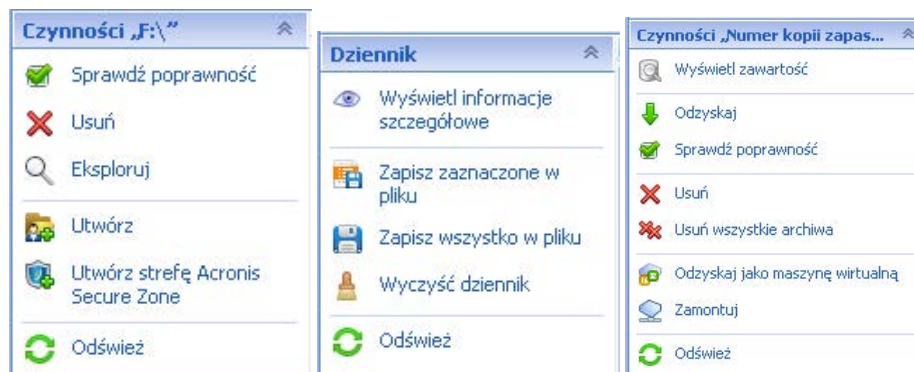 Czynności „F:\”
Sprawdź poprawność
Usuń
Eksploruj
Utwórz
Utwórz strefę Acronis
Secure Zone
Odśwież
Dziennik
Wyświetl informacje
szczegółowe
Zapisz zaznaczone w
pliku
Zapisz wszystko w pliku
Wyczyść dziennik
Odśwież
Czynności „Numer kopii zapas...
Wyświetl zawartość
Odzyskaj
Sprawdź poprawność
Usuń
Usuń wszystkie archiwa
Odzyskaj jako maszynę wirtualną
Zamontuj
Odśwież